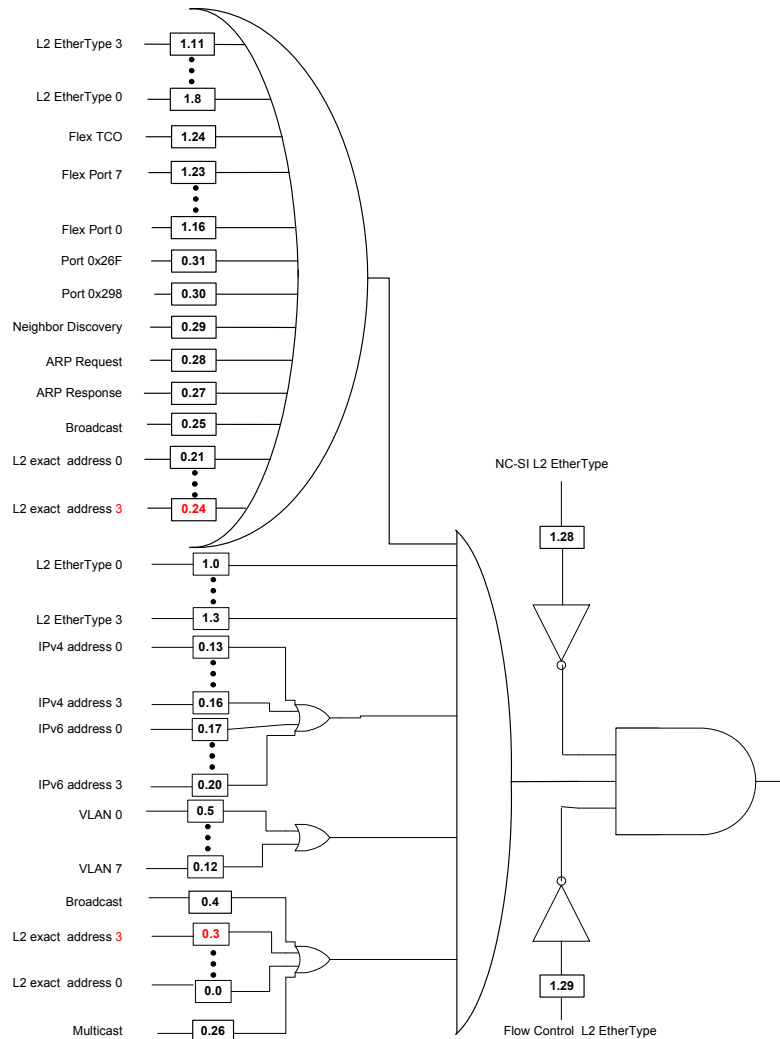 L2 EtherType 3 1.11
L2 EtherType 0 1.8
Flex TCO 1.24
Flex Port 7 1.23
Flex Port 0 1.16
Port 0x26F 0.31
Port 0x298 0.30
Neighbor Discovery 0.29
ARP Request 0.28
ARP Response 0.27
Broadcast 0.25
L2 exact address 0 0.21
L2 exact address 3 0.24
L2 EtherType 0 1.0
L2 EtherType 3 1.3
IPv4 address 0 0.13
IPv4 address 3 0.16
IPv6 address 0 0.17
IPv6 address 3 0.20
VLAN 0 0.5
VLAN 7 0.12
Broadcast 0.4
L2 exact address 3 0.3
L2 exact address 0 0.0
Multicast 0.26
NC-SI L2 EtherType
1.28
1.29
Flow Control L2 EtherType